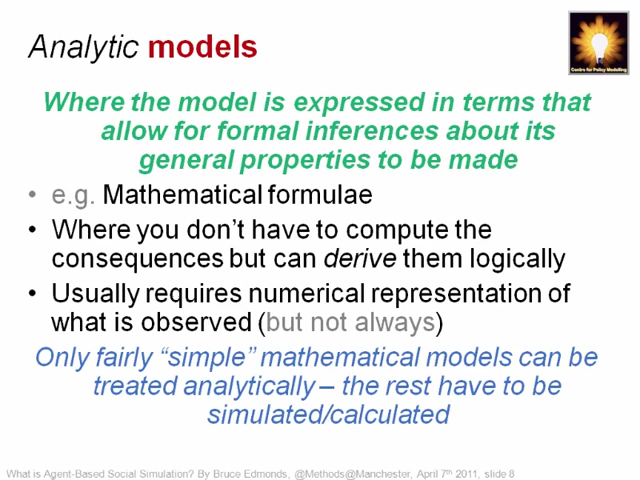 Analytic models
Centre for Policy Modelling
Where the model is expressed in terms that
allow for formal inferences about its
general properties to be made
• e.g. Mathematical formulae
• Where you don’t have to compute the
consequences but can derive them logically
• Usually requires numerical representation of
what is observed (but not always)
Only fairly “simple” mathematical models can be
treated analytically – the rest have to be
simulated/calculated
What is Agent-Based Social Simulation? By Bruce Edmonds, @Methods@Manchester, April 7th 2011, slide 8